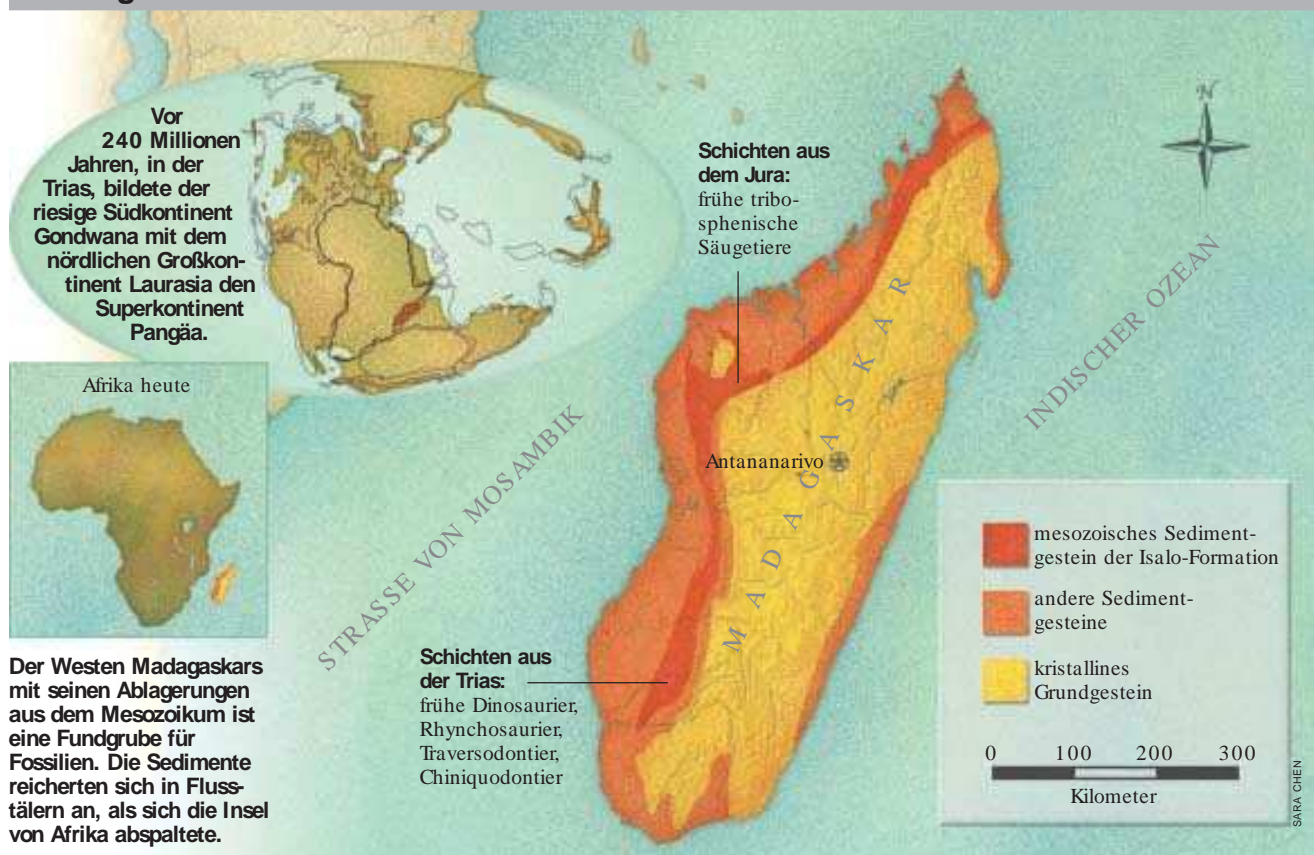 Vor
240 Millionen
Jahren, in der
Trias, bildete der
riesige Südkontinent
Gondwana mit dem
nördlichen Großkon-
tinent Laurasia den
Superkontinent
Pangäa.
Afrika heute
Der Westen Madagaskars
mit seinen Ablagerungen
aus dem Mesozoikum ist
eine Fundgrube für
Fossilien. Die Sedimente
reicherten sich in Fluss-
tälern an, als sich die Insel
von Afrika abspaltete.
STRASSE VON MOSAMBIK
Schichten aus
dem Jura:
frühe tribo-
sphenische
Säugetiere
Schichten aus
der Trias:
frühe Dinosaurier,
Rhynchosaurier,
Traversodontier,
Chiniquodontier
MADAGASKAR
Antananarivo
N
INDISCHER OZEAN
mesozoisches Sediment-
gestein der Isalo-Formation
andere Sediment-
gesteine
kristallines
Grundgestein
0 100 200 300
Kilometer
SARA CHEN